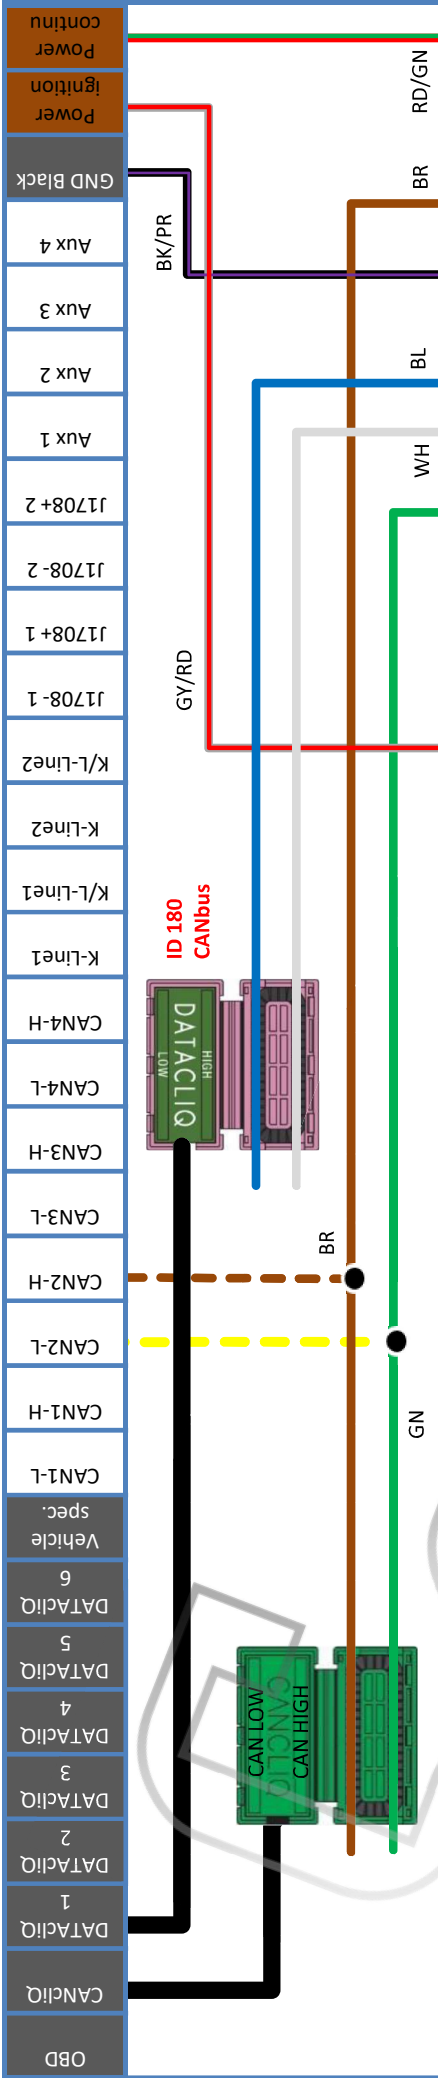 Power
continu
Power
ignition
GND Black
Aux 4
Aux 3
Aux 2
Aux 1
J1708+ 2
J1708- 2
J1708+ 1
J1708- 1
K/L-Line2
K-Line2
K/L-Line1
K-Line1
CAN4-H
CAN4-L
CAN3-H
CAN3-L
CAN2-H
CAN2-L
CAN1-H
CAN1-L
Vehicle
spec.
DATAcliQ
6
DATAcliQ
5
DATAcliQ
4
DATAcliQ
3
DATAcliQ
2
DATAcliQ
1
CANcliQ
OBD
RD/GN
BR
BK/PR
BL
WH
GY/RD
ID 180
CANbus
LOW
DATACLIQ
HIGH
BR
GN
CAN LOW
CANCLIQ
CAN HIGH